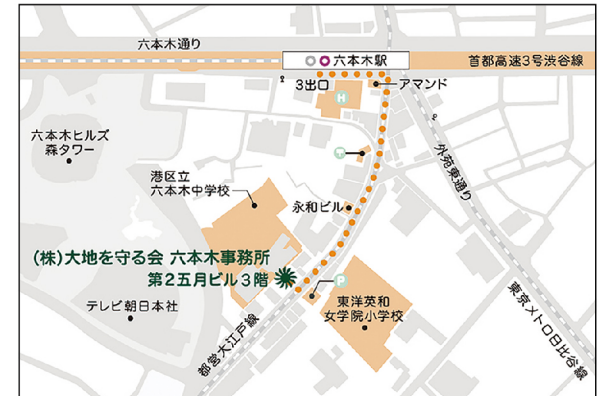 六本木通り
六本木駅
首都高速3号渋谷線
3出口
アマンド
H
六本木ヒルズ
森タワー
外苑東通り
港区立
六本木中学校
永和ビル
(株)大地を守る会 六本木事務所
第2五月ビル3階
P
テレビ朝日本社
東洋英和
女学院小学校
都営大江戸線
東京メトロ日比谷線